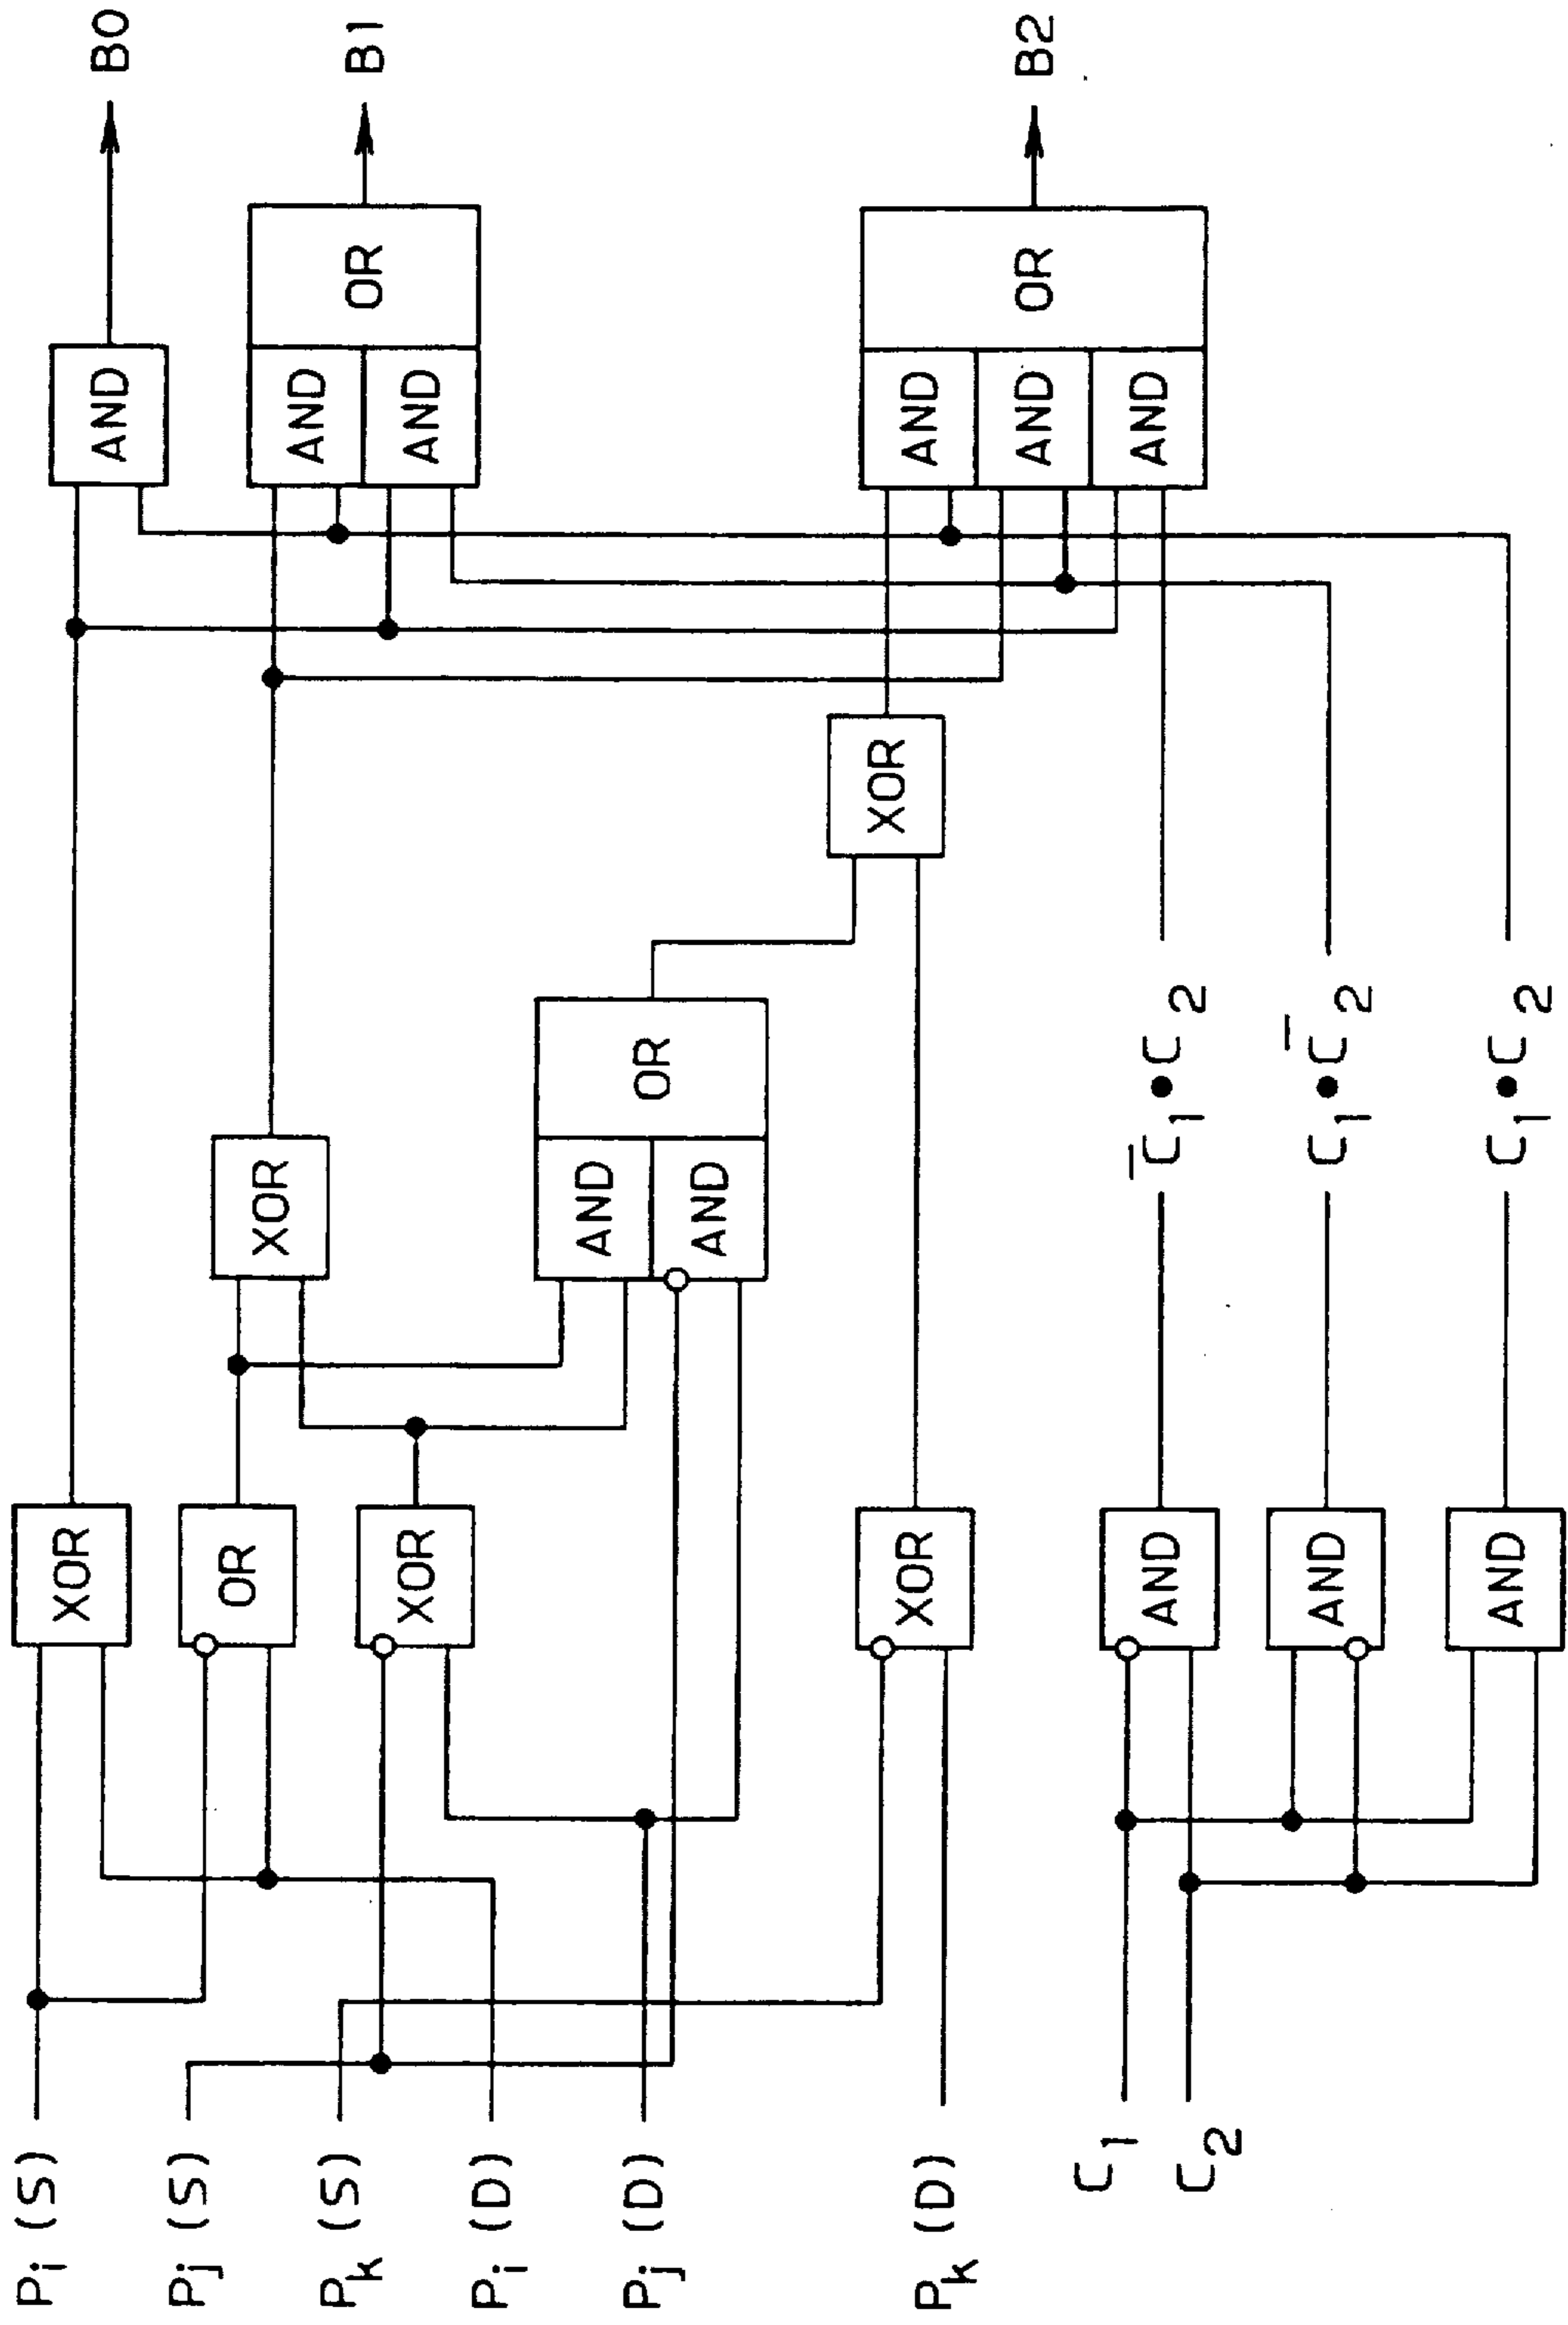 Pi (S)
XOR
AND
B0
Pj (S)
OR
XOR
AND
OR
B1
Pk (S)
XOR
AND
Pi (D)
AND
OR
Pj (D)
AND
Pk (D)
XOR
XOR
AND
OR
B2
AND
AND
C1
AND
C̅1•C2
C2
AND
C1•C̅2
AND
C1•C2